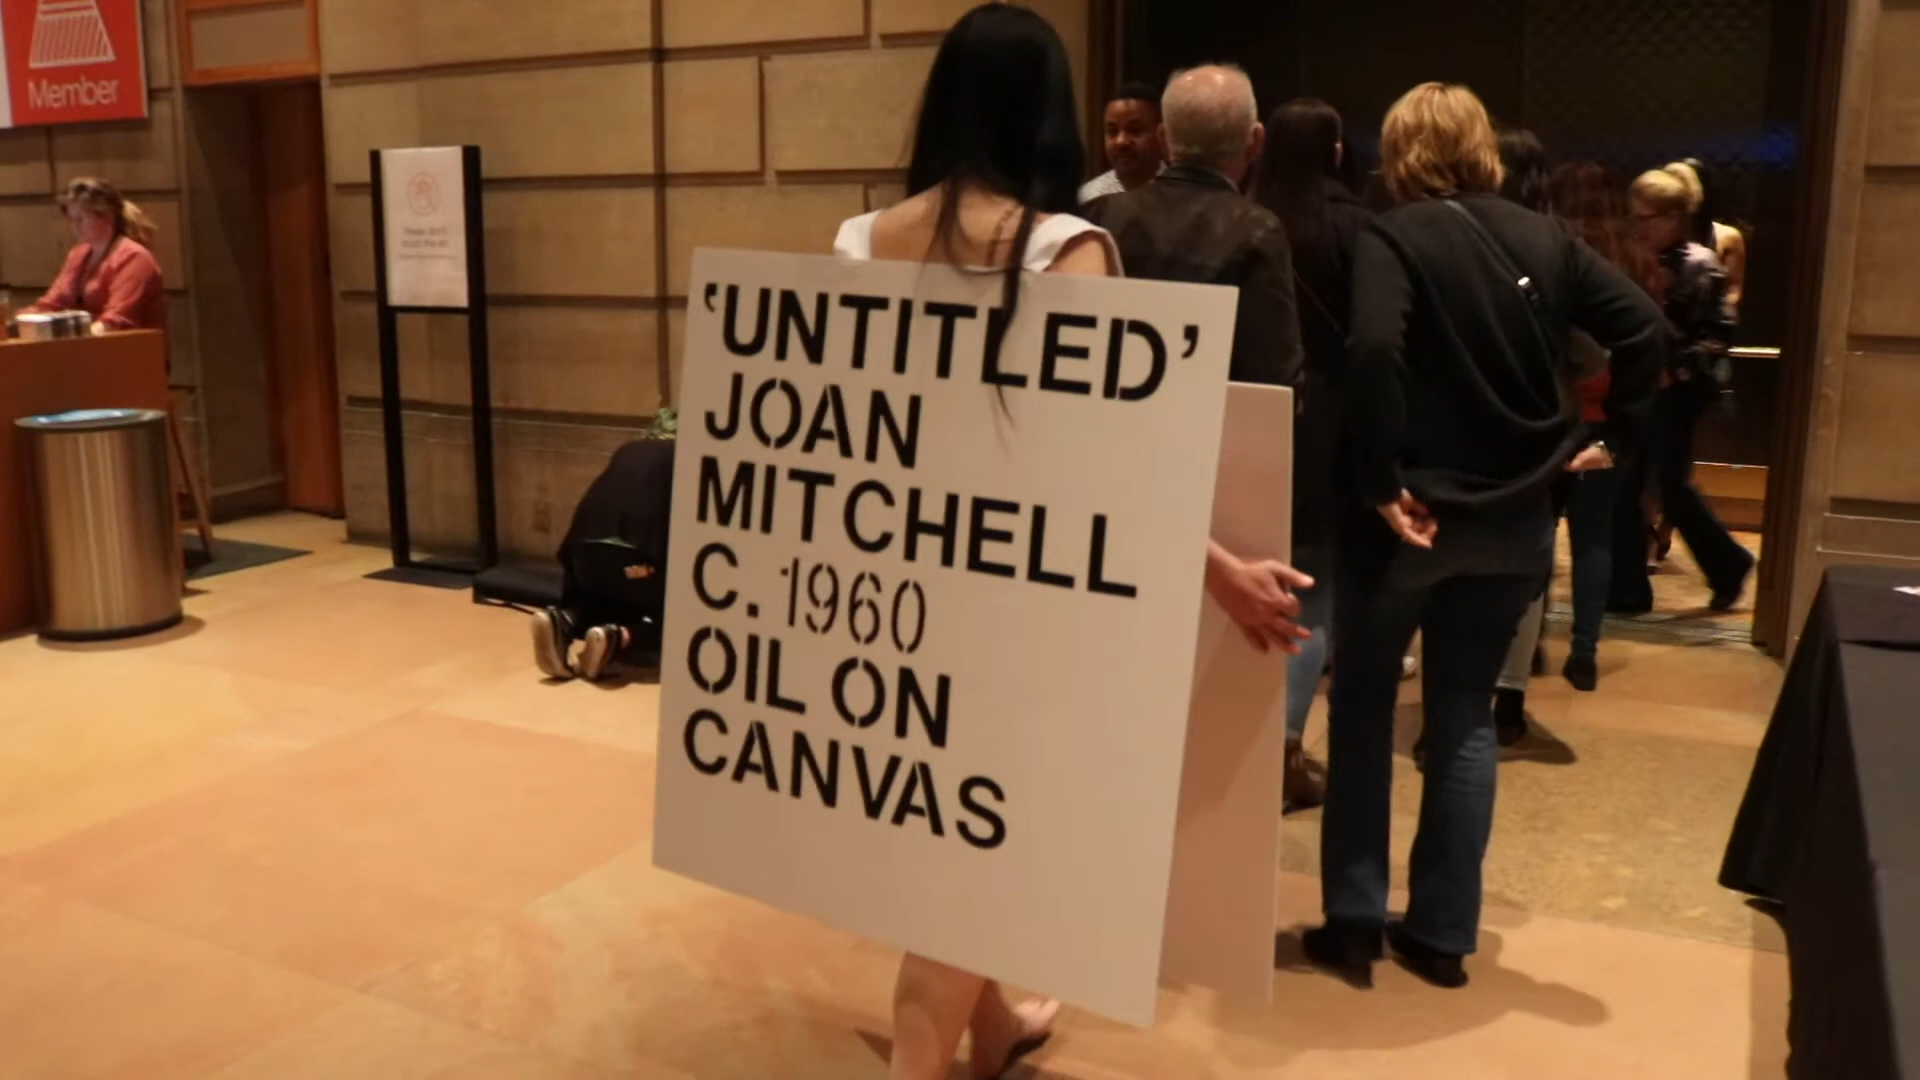 Member
‘UNTITLED’
JOAN
MITCHELL
C. 1960
OIL ON
CANVAS